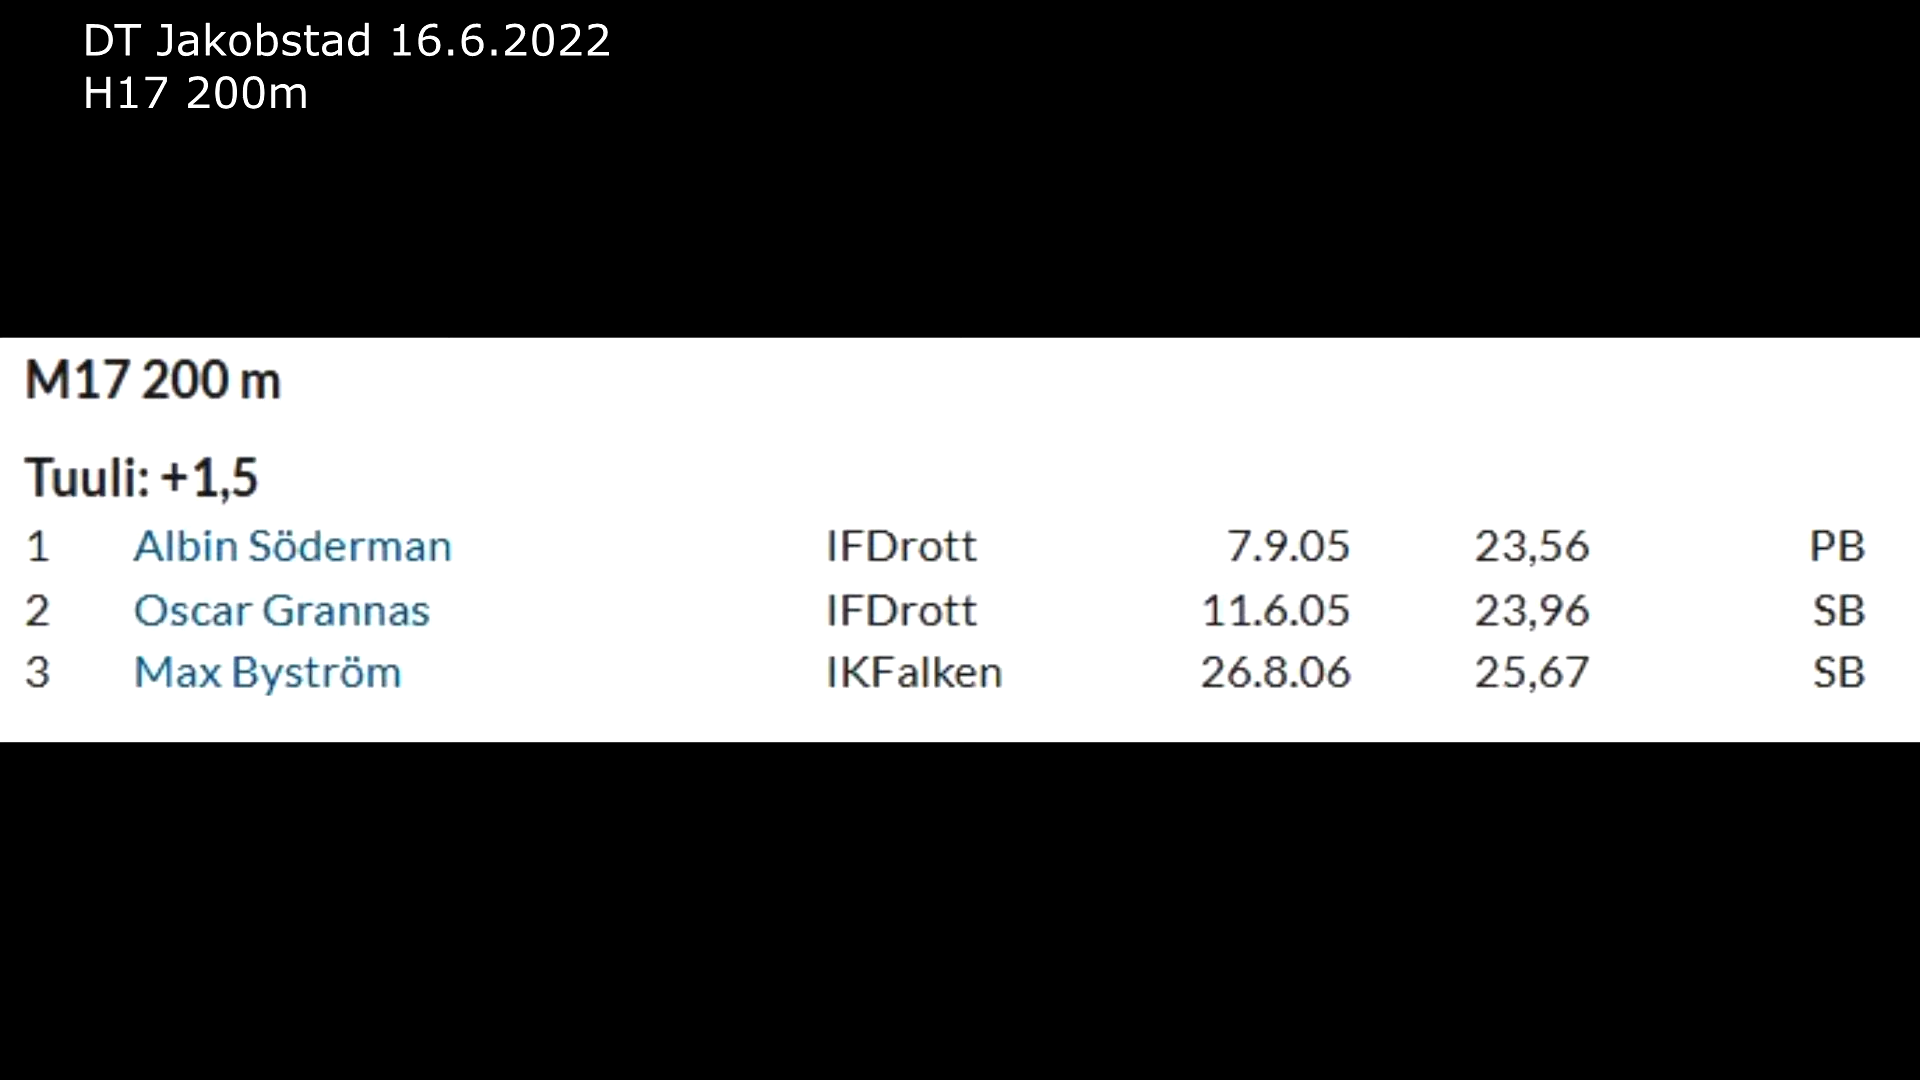 DT Jakobstad 16.6.2022
H17 200m
M17 200 m
Tuuli: +1,5
1 Albin Söderman IFDrott 7.9.05 23,56 PB
2 Oscar Grannas IFDrott 11.6.05 23,96 SB
3 Max Byström IKFalken 26.8.06 25,67 SB